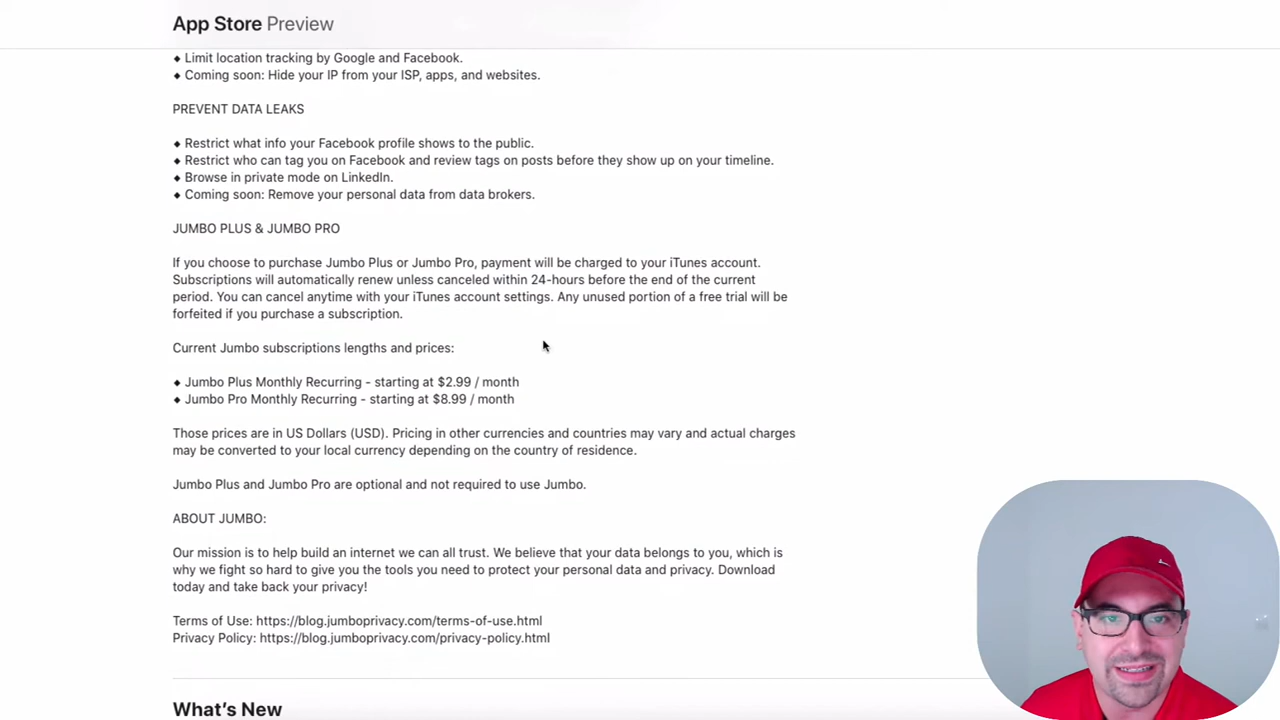 App Store Preview
◆ Limit location tracking by Google and Facebook.
◆ Coming soon: Hide your IP from your ISP, apps, and websites.
PREVENT DATA LEAKS
◆ Restrict what info your Facebook profile shows to the public.
◆ Restrict who can tag you on Facebook and review tags on posts before they show up on your timeline.
◆ Browse in private mode on LinkedIn.
◆ Coming soon: Remove your personal data from data brokers.
JUMBO PLUS & JUMBO PRO
If you choose to purchase Jumbo Plus or Jumbo Pro, payment will be charged to your iTunes account.
Subscriptions will automatically renew unless canceled within 24-hours before the end of the current
period. You can cancel anytime with your iTunes account settings. Any unused portion of a free trial will be
forfeited if you purchase a subscription.
Current Jumbo subscriptions lengths and prices:
◆ Jumbo Plus Monthly Recurring - starting at $2.99 / month
◆ Jumbo Pro Monthly Recurring - starting at $8.99 / month
Those prices are in US Dollars (USD). Pricing in other currencies and countries may vary and actual charges
may be converted to your local currency depending on the country of residence.
Jumbo Plus and Jumbo Pro are optional and not required to use Jumbo.
ABOUT JUMBO:
Our mission is to help build an internet we can all trust. We believe that your data belongs to you, which is
why we fight so hard to give you the tools you need to protect your personal data and privacy. Download
today and take back your privacy!
Terms of Use: https://blog.jumboprivacy.com/terms-of-use.html
Privacy Policy: https://blog.jumboprivacy.com/privacy-policy.html
What's New